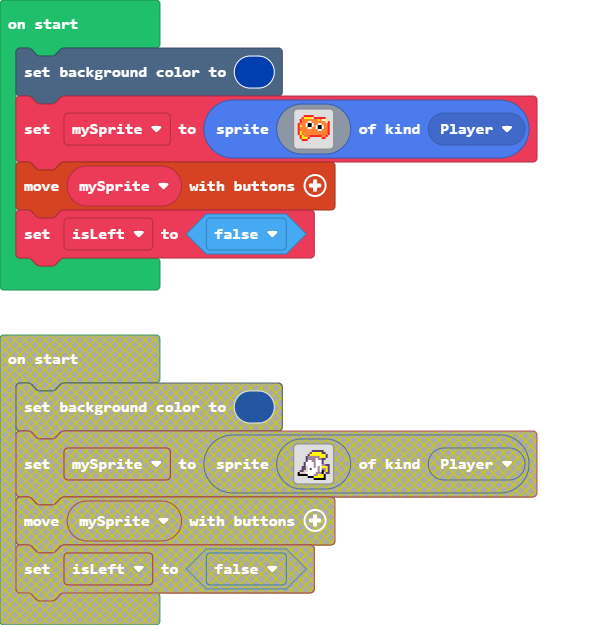 on start
set background color to
set mySprite to sprite of kind Player
move mySprite with buttons
set isLeft to false
on start
set background color to
set mySprite to sprite of kind Player
move mySprite with buttons
set isLeft to false